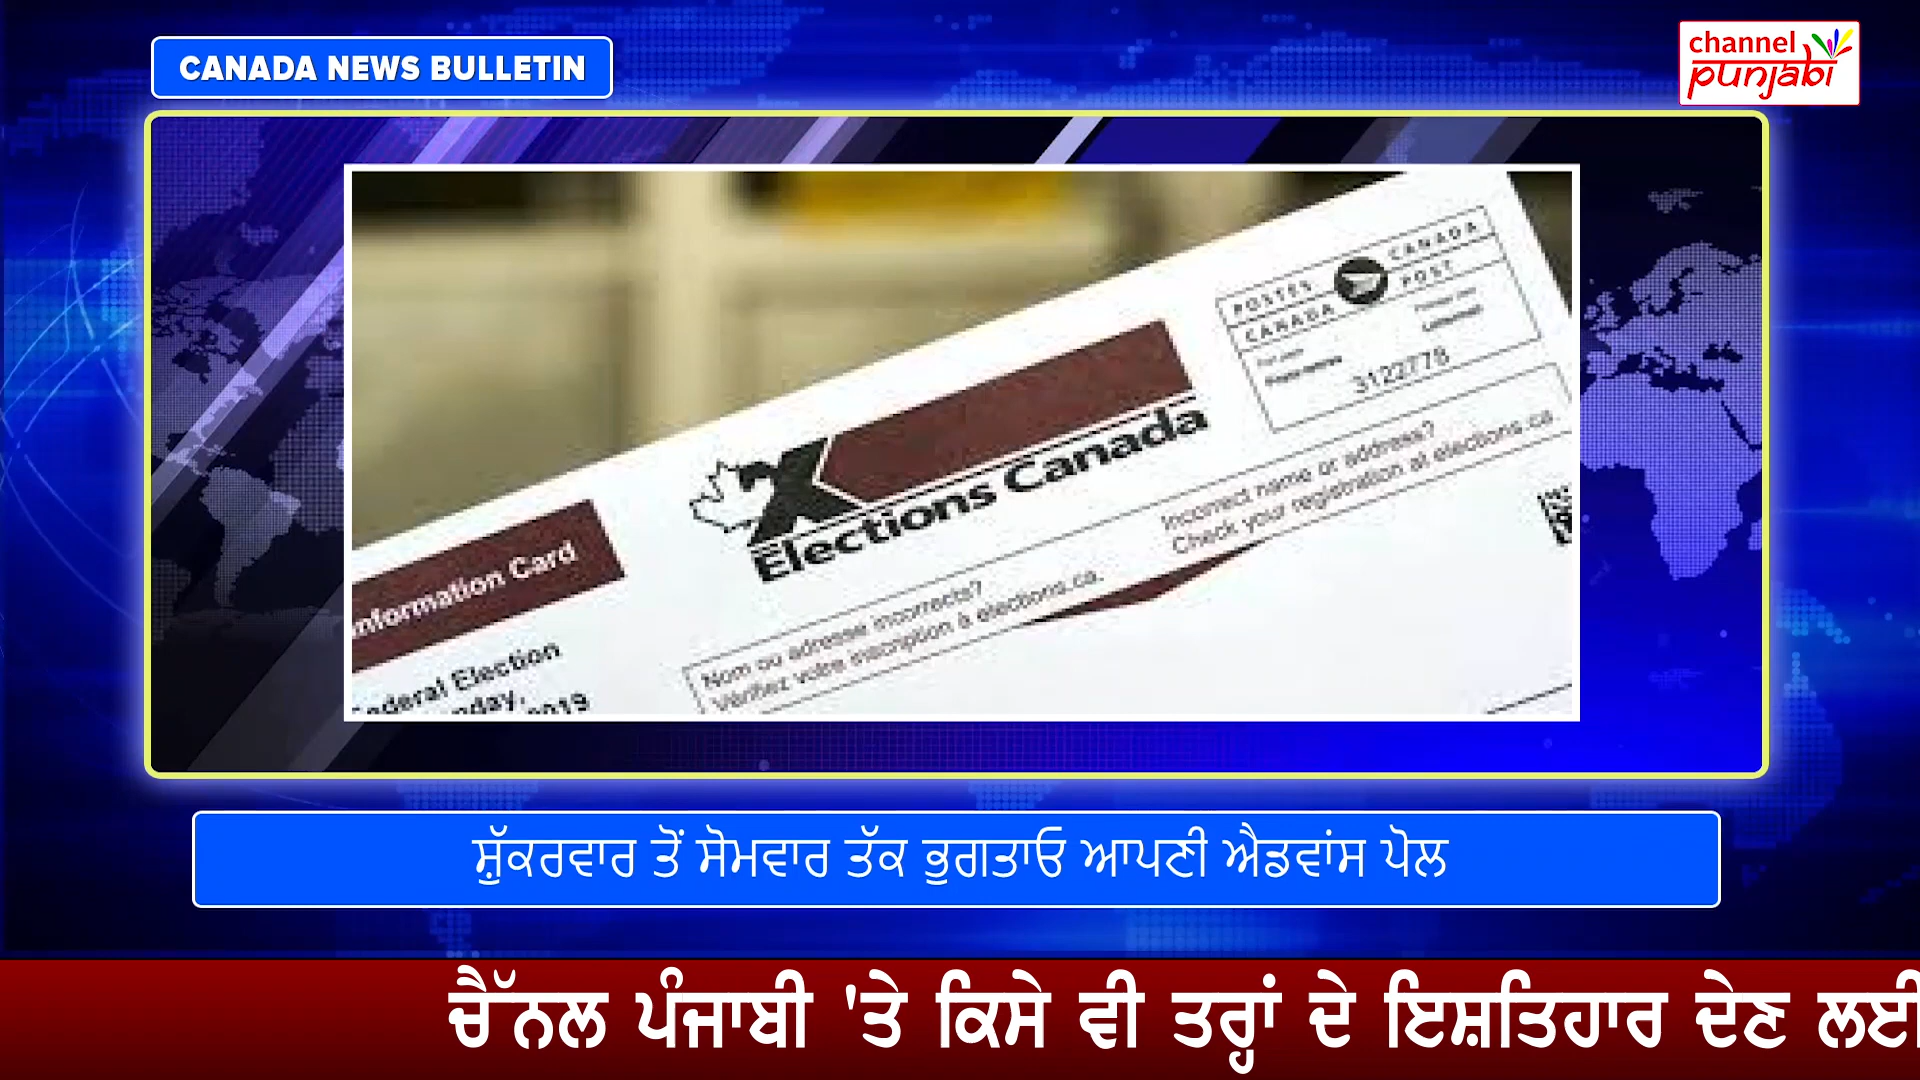 CANADA NEWS BULLETIN
channel
punjabi
POSTES CANADA
CANADA POST
3122778
Elections Canada
Information Card
Federal Election
2019
Incorrect name or address?
Check your registration at elections.ca
Nom ou adresse incorrects?
Vérifiez votre inscription à elections.ca.
ਸ਼ੁੱਕਰਵਾਰ ਤੋਂ ਸੋਮਵਾਰ ਤੱਕ ਭੁਗਤਾਓ ਆਪਣੀ ਐਡਵਾਂਸ ਪੋਲ
ਚੈੱਨਲ ਪੰਜਾਬੀ 'ਤੇ ਕਿਸੇ ਵੀ ਤਰ੍ਹਾਂ ਦੇ ਇਸ਼ਤਿਹਾਰ ਦੇਣ ਲਈ